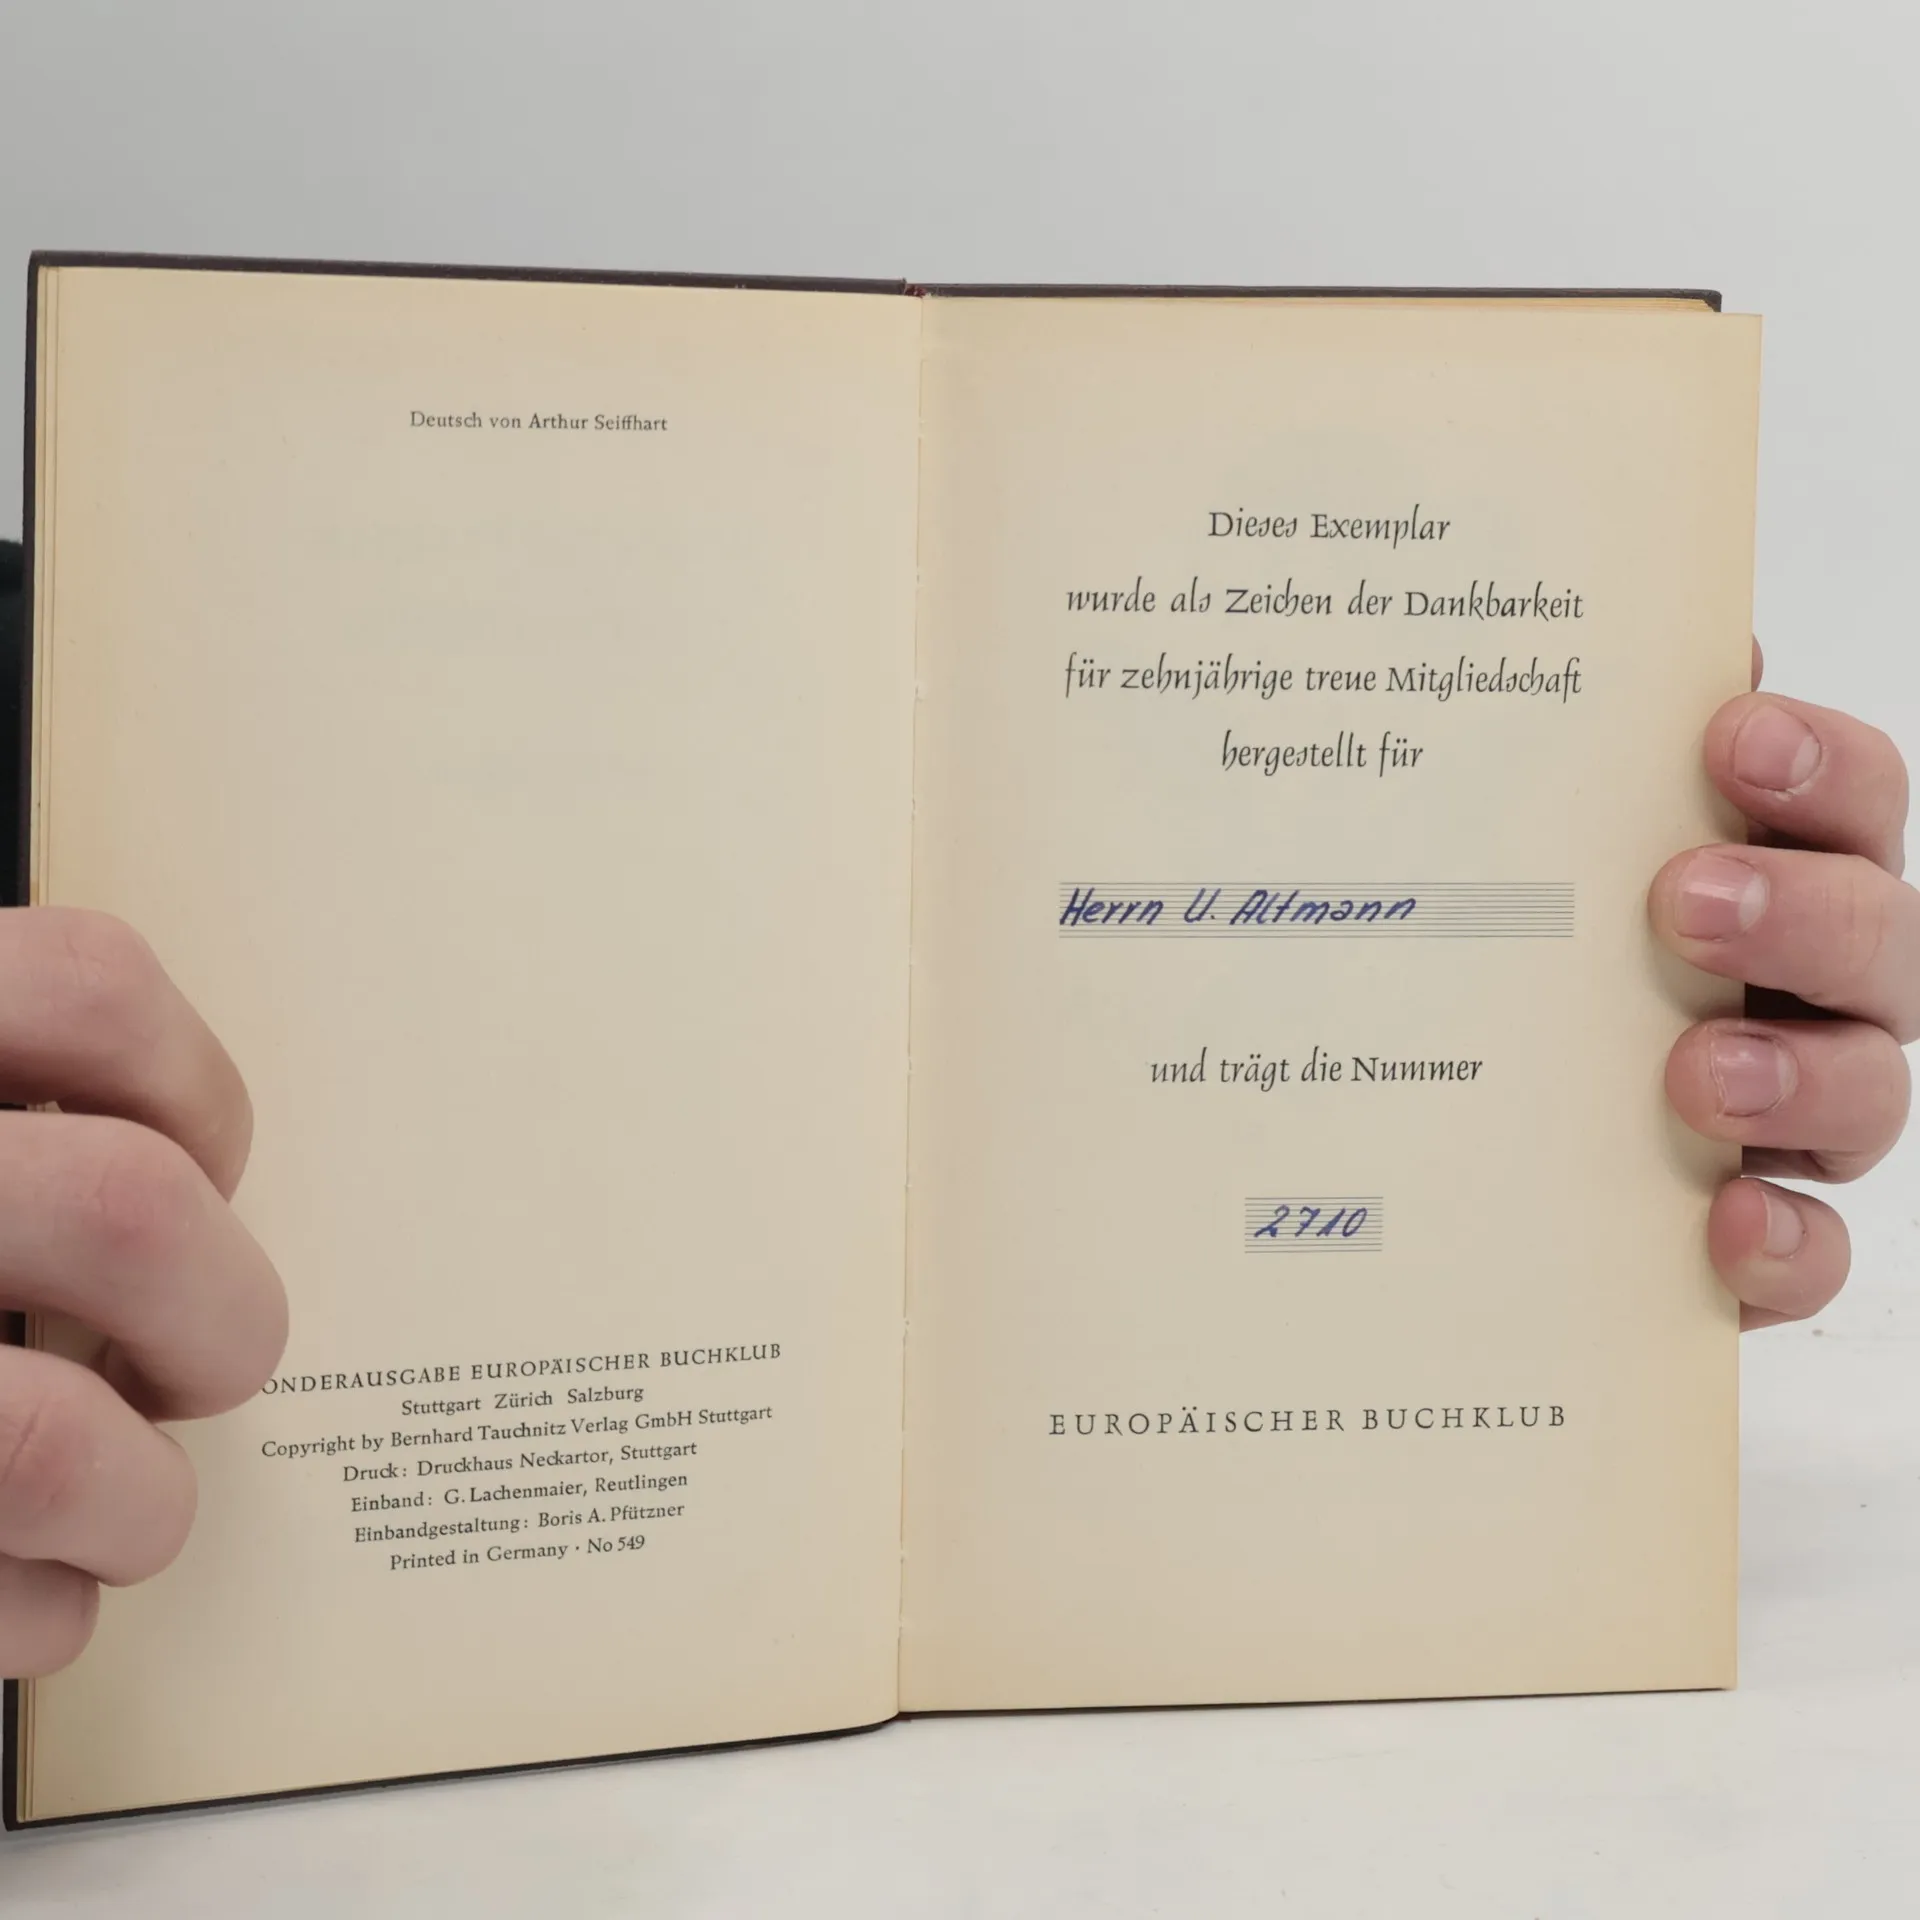 Deutsch von Arthur Seiffhart
ONDERAUSGABE EUROPÄISCHER BUCHKLUB
Stuttgart Zürich Salzburg
Copyright by Bernhard Tauchnitz Verlag GmbH Stuttgart
Druck: Druckhaus Neckartor, Stuttgart
Einband: G. Lachenmaier, Reutlingen
Einbandgestaltung: Boris A. Pfützner
Printed in Germany · No 549
Dieses Exemplar
wurde als Zeichen der Dankbarkeit
für zehnjährige treue Mitgliedschaft
hergestellt für
Herrn U. Altmann
und trägt die Nummer
2710
EUROPÄISCHER BUCHKLUB